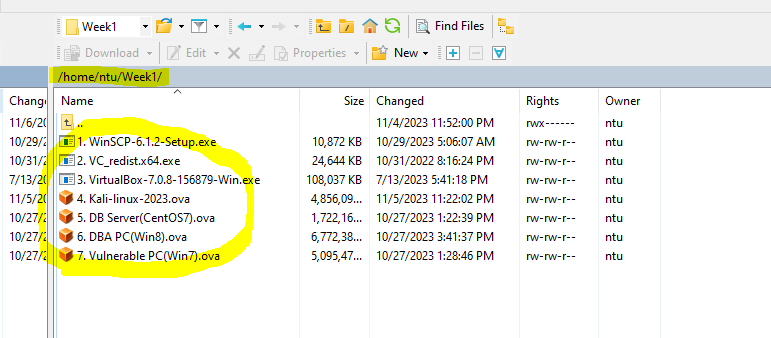 Week1 Find Files
Download Edit Properties New
/home/ntu/Week1/
Name Size Changed Rights Owner
11/6/20 .. 11/4/2023 11:52:00 PM rwx------ ntu
10/29/2 1. WinSCP-6.1.2-Setup.exe 10,872 KB 10/29/2023 5:06:07 AM rw-rw-r-- ntu
10/31/2 2. VC_redist.x64.exe 24,644 KB 10/31/2022 8:16:24 PM rw-rw-r-- ntu
7/13/20 3. VirtualBox-7.0.8-156879-Win.exe 108,037 KB 7/13/2023 5:41:18 PM rw-rw-r-- ntu
11/5/20 4. Kali-linux-2023.ova 4,856,09... 11/5/2023 11:22:02 PM rw-rw-r-- ntu
10/27/2 5. DB Server(CentOS7).ova 1,722,16... 10/27/2023 1:22:39 PM rw-rw-r-- ntu
10/27/2 6. DBA PC(Win8).ova 6,772,38... 10/27/2023 3:41:37 PM rw-rw-r-- ntu
10/27/2 7. Vulnerable PC(Win7).ova 5,095,47... 10/27/2023 1:28:46 PM rw-rw-r-- ntu